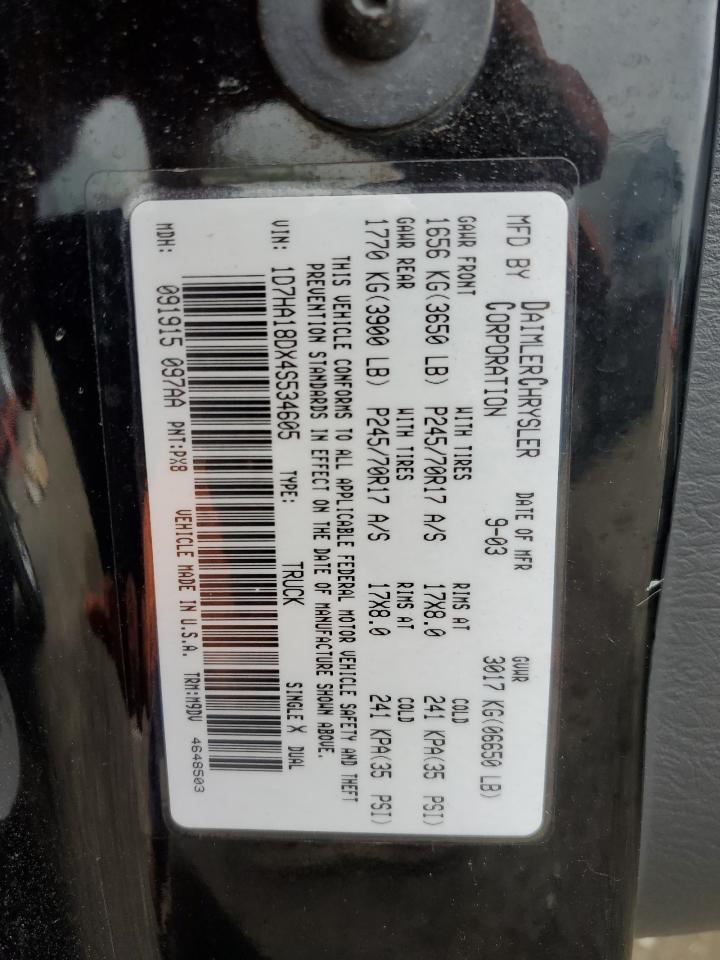 MFD BY DAIMLERCHRYSLER CORPORATION DATE OF MFR 9-03 GVWR 3017 KG(06650 LB)
GAWR FRONT WITH TIRES RIMS AT COLD
1656 KG(3650 LB) P245/70R17 A/S 17X8.0 241 KPA(35 PSI)
GAWR REAR WITH TIRES RIMS AT COLD
1770 KG(3900 LB) P245/70R17 A/S 17X8.0 241 KPA(35 PSI)
THIS VEHICLE CONFORMS TO ALL APPLICABLE FEDERAL MOTOR VEHICLE SAFETY AND THEFT
PREVENTION STANDARDS IN EFFECT ON THE DATE OF MANUFACTURE SHOWN ABOVE.
VIN: 1D7HA18DX4S534605 TYPE: TRUCK SINGLE X DUAL
MDH: 091915 097AA PNT:PX8 VEHICLE MADE IN U.S.A. TRM:M9DV 4648503